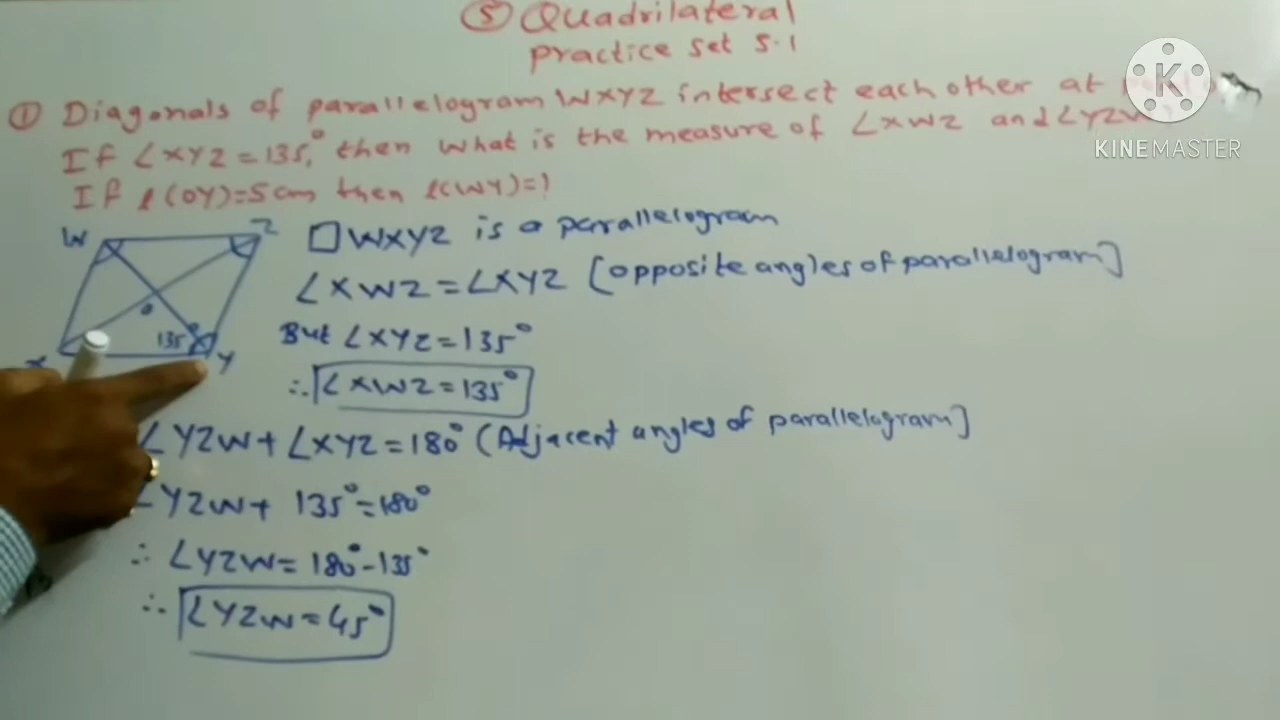 ⑤ Quadrilateral
practice set 5.1
① Diagonals of parallelogram WXYZ intersect each other at
If ∠XYZ = 135,° then what is the measure of ∠XWZ and ∠YZW
If l(OY)=5cm then l(WY)=?
W Z
□ WXYZ is a parallelogram
∠XWZ = ∠XYZ [opposite angles of parallelogram]
o
135°
X Y
But ∠XYZ = 135°
∴ ∠XWZ = 135°
∠YZW + ∠XYZ = 180° (Adjacent angles of parallelogram]
∠YZW + 135° = 180°
∴ ∠YZW = 180° - 135°
∴ ∠YZW = 45°
K
KINEMASTER